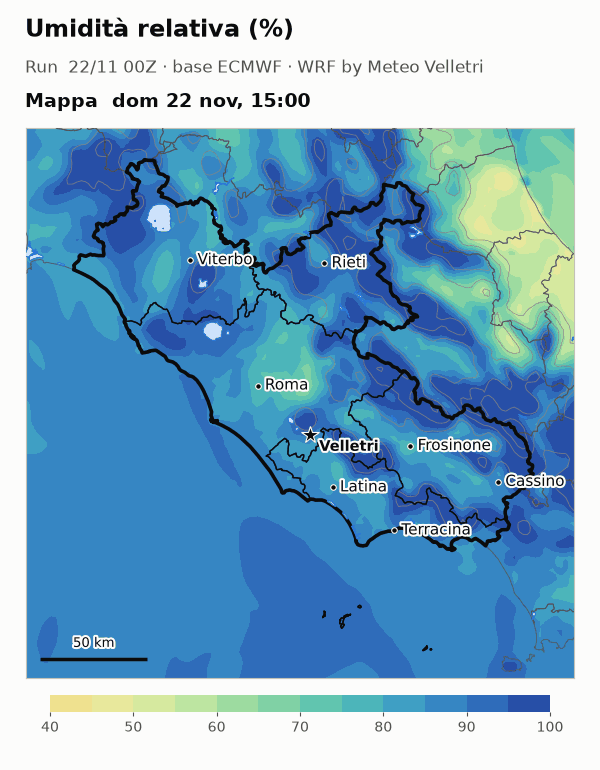 Umidità relativa (%)
Run  22/11 00Z · base ECMWF · WRF by Meteo Velletri
Mappa  dom 22 nov, 15:00
Viterbo
Rieti
Roma
Velletri
Frosinone
Latina
Cassino
Terracina
50 km
40 50 60 70 80 90 100